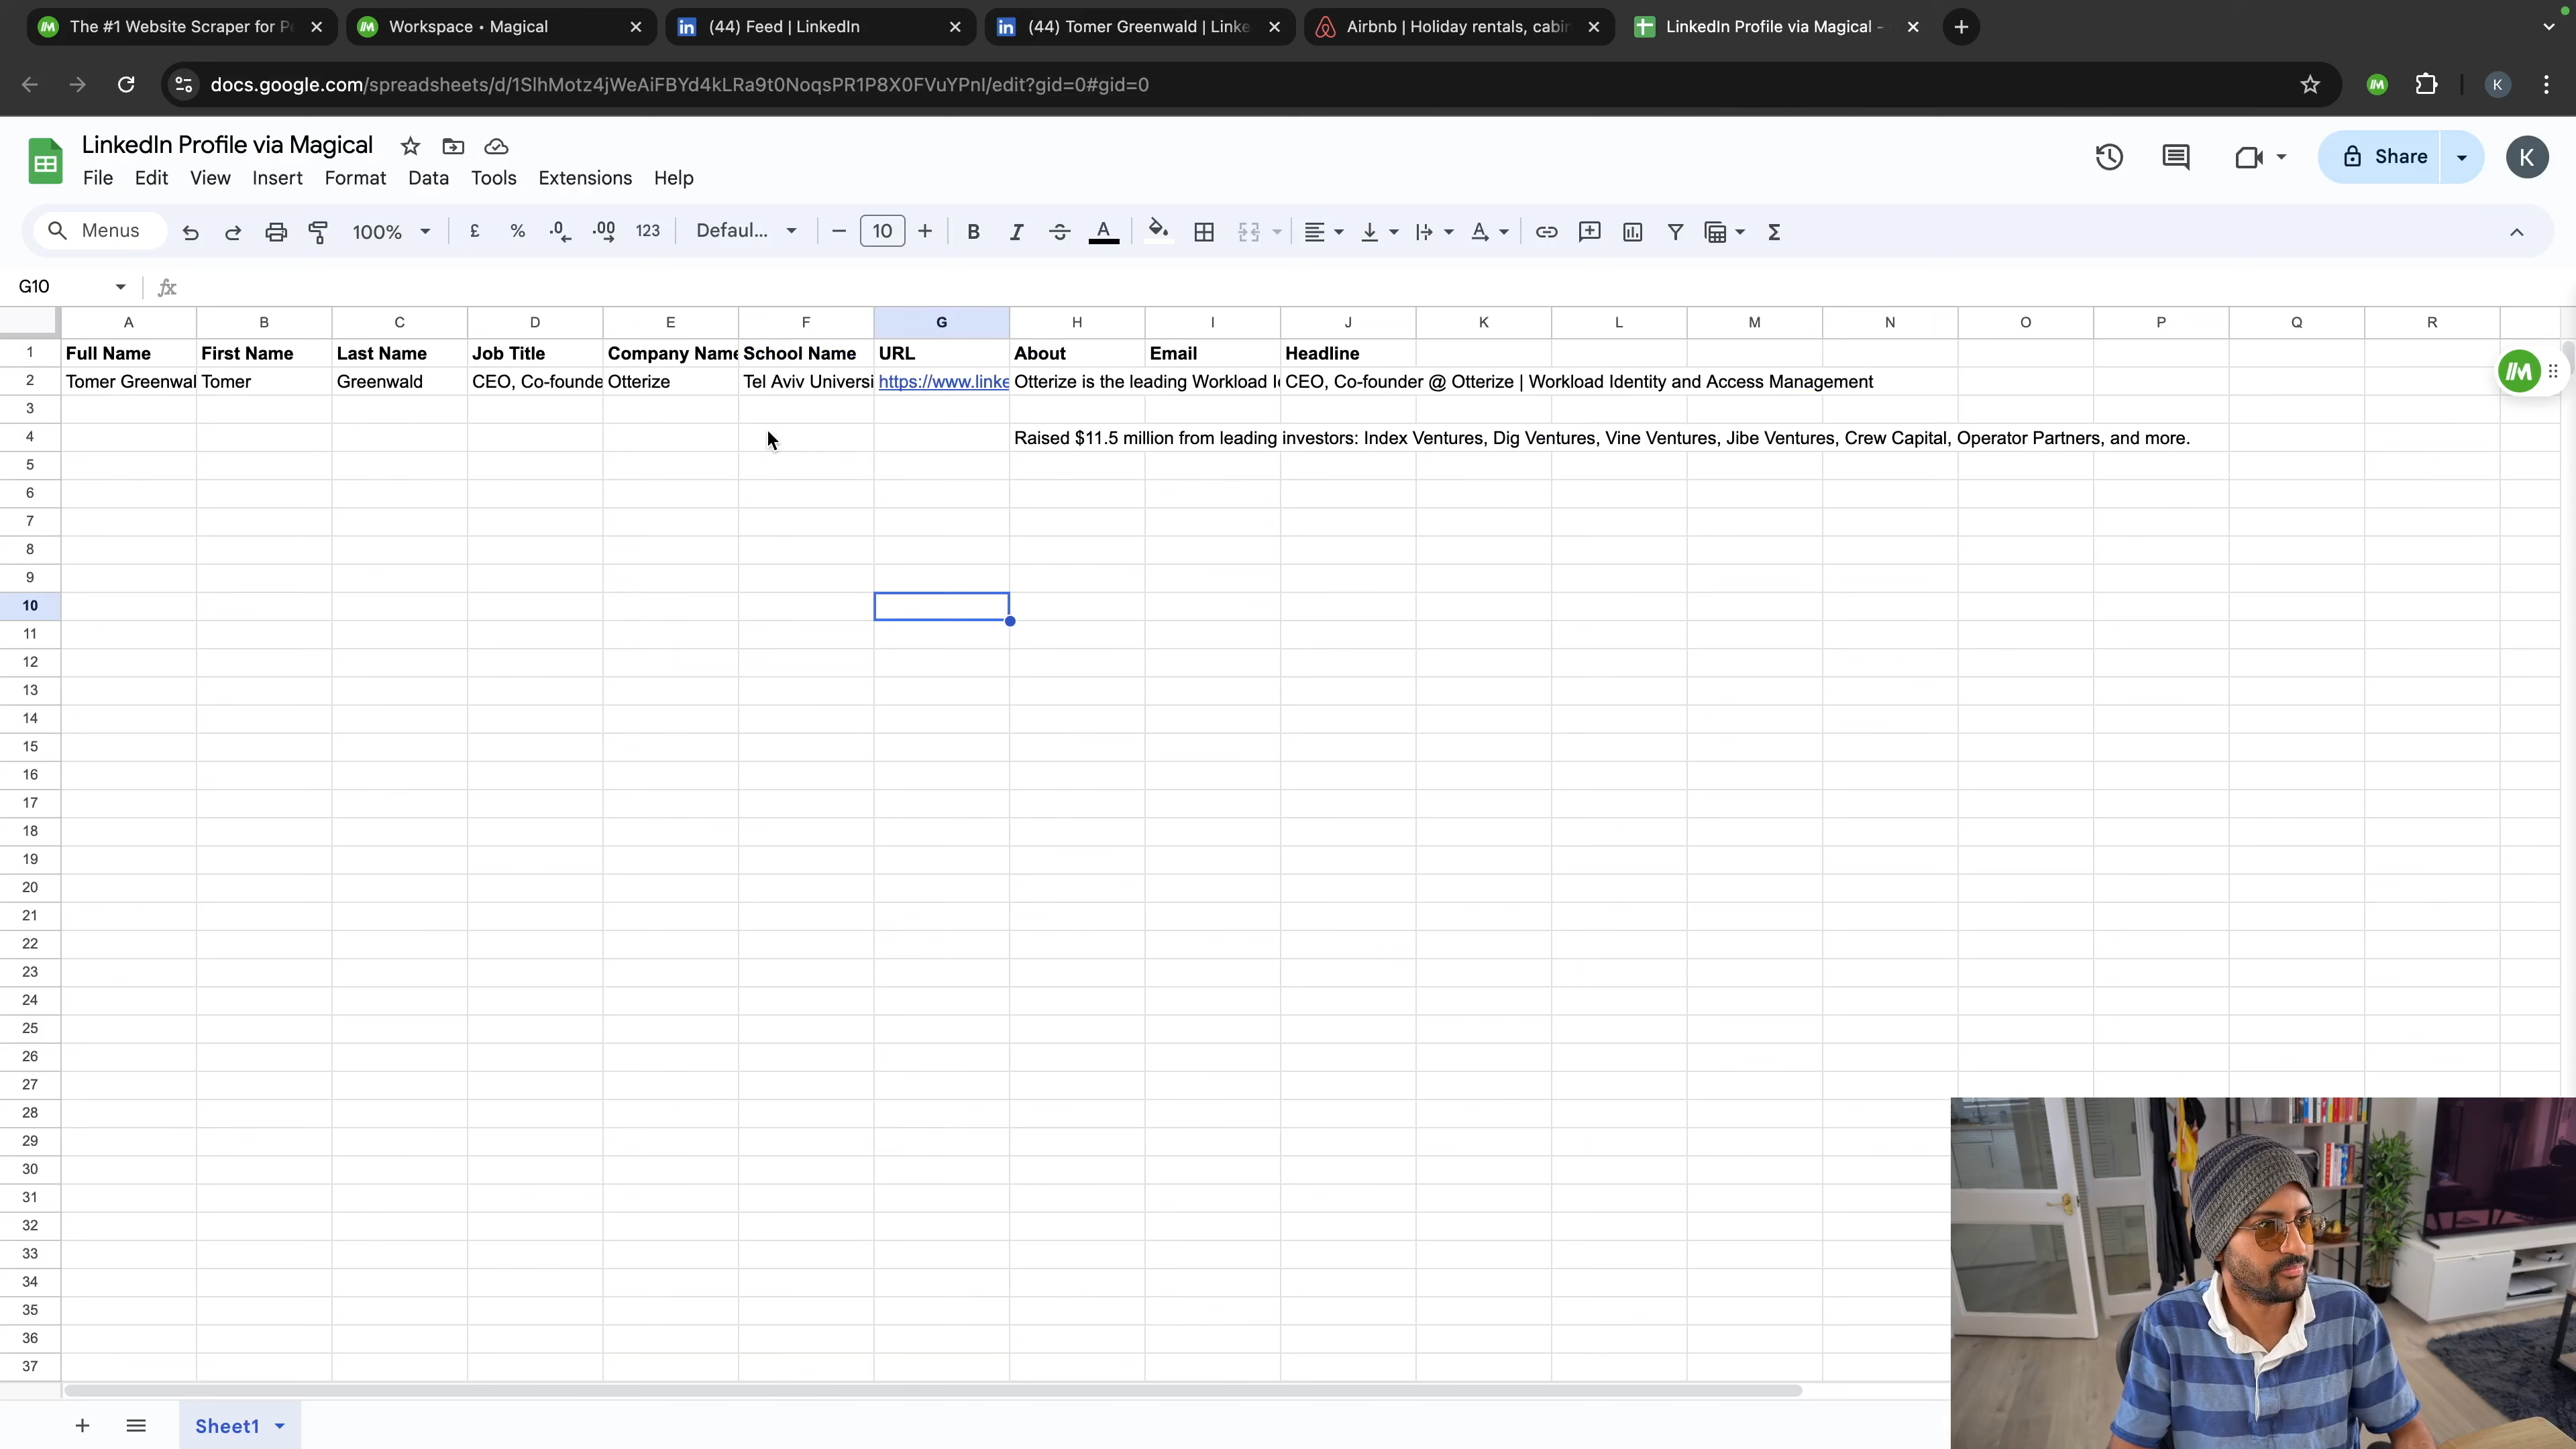 The #1 Website Scraper for Pe
Workspace • Magical
(44) Feed | LinkedIn
(44) Tomer Greenwald | Linke
Airbnb | Holiday rentals, cabin
LinkedIn Profile via Magical -
docs.google.com/spreadsheets/d/1SlhMotz4jWeAiFBYd4kLRa9t0NoqsPR1P8X0FVuYPnI/edit?gid=0#gid=0
K
LinkedIn Profile via Magical
File Edit View Insert Format Data Tools Extensions Help
Share
K
Menus 100% £ % .0 .00 123 Defaul... 10 B I A
G10 fx
A B C D E F G H I J K L M N O P Q R
1 Full Name First Name Last Name Job Title Company Name School Name URL About Email Headline
2 Tomer Greenwal Tomer Greenwald CEO, Co-founde Otterize Tel Aviv Universi https://www.linke Otterize is the leading Workload I CEO, Co-founder @ Otterize | Workload Identity and Access Management
3
4 Raised $11.5 million from leading investors: Index Ventures, Dig Ventures, Vine Ventures, Jibe Ventures, Crew Capital, Operator Partners, and more.
5
6
7
8
9
10
11
12
13
14
15
16
17
18
19
20
21
22
23
24
25
26
27
28
29
30
31
32
33
34
35
36
37
Sheet1